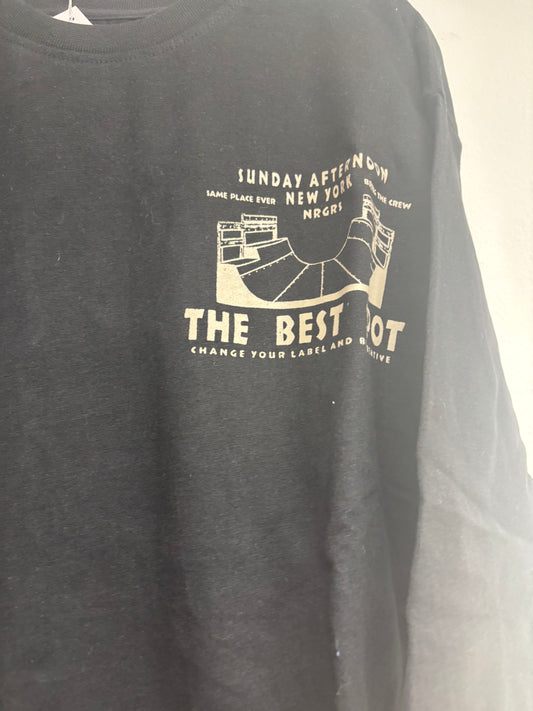 SUNDAY AFTERNOON
SAME PLACE EVER NEW YORK THE CREW
NRGRS
THE BEST
CHANGE YOUR LABEL AND